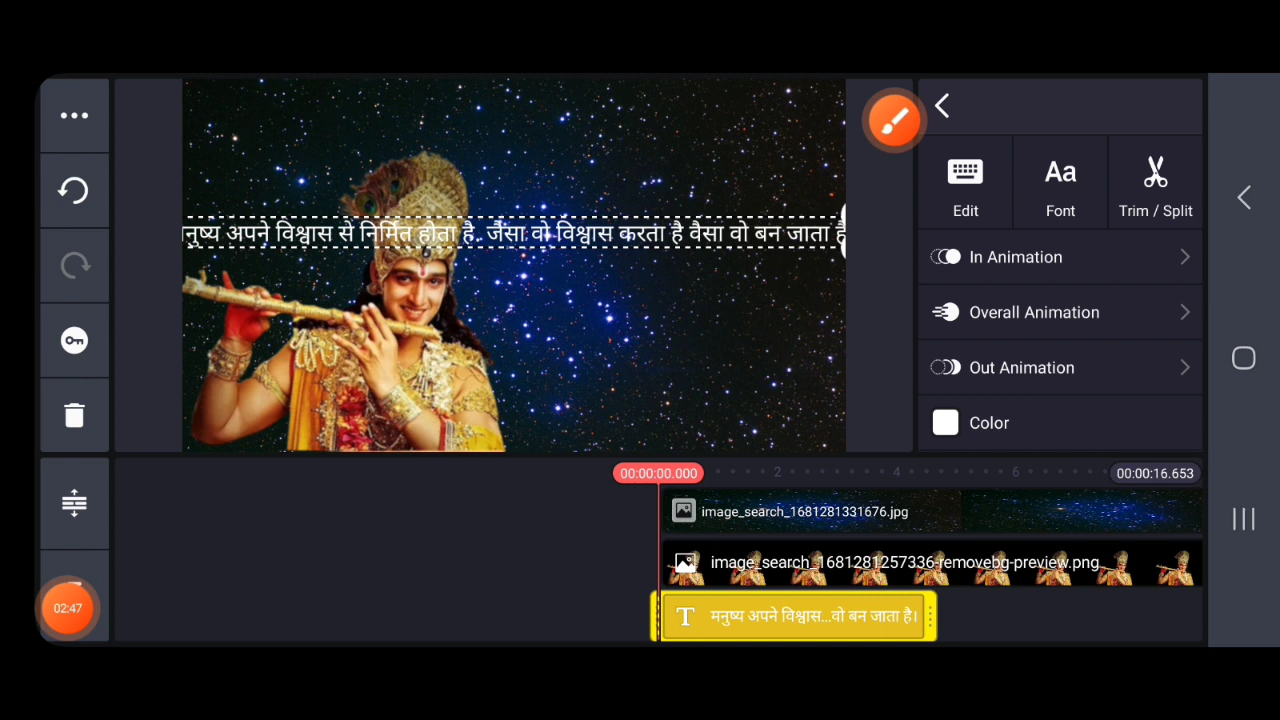 नुष्य अपने विश्वास से निर्मित होता है. जैसा वो विश्वास करता है वैसा वो बन जाता है
Edit
Font
Trim / Split
In Animation
Overall Animation
Out Animation
Color
00:00:00.000
2
4
6
00:00:16.653
image_search_1681281331676.jpg
image_search_1681281257336-removebg-preview.png
02:47
T मनुष्य अपने विश्वास...वो बन जाता है।